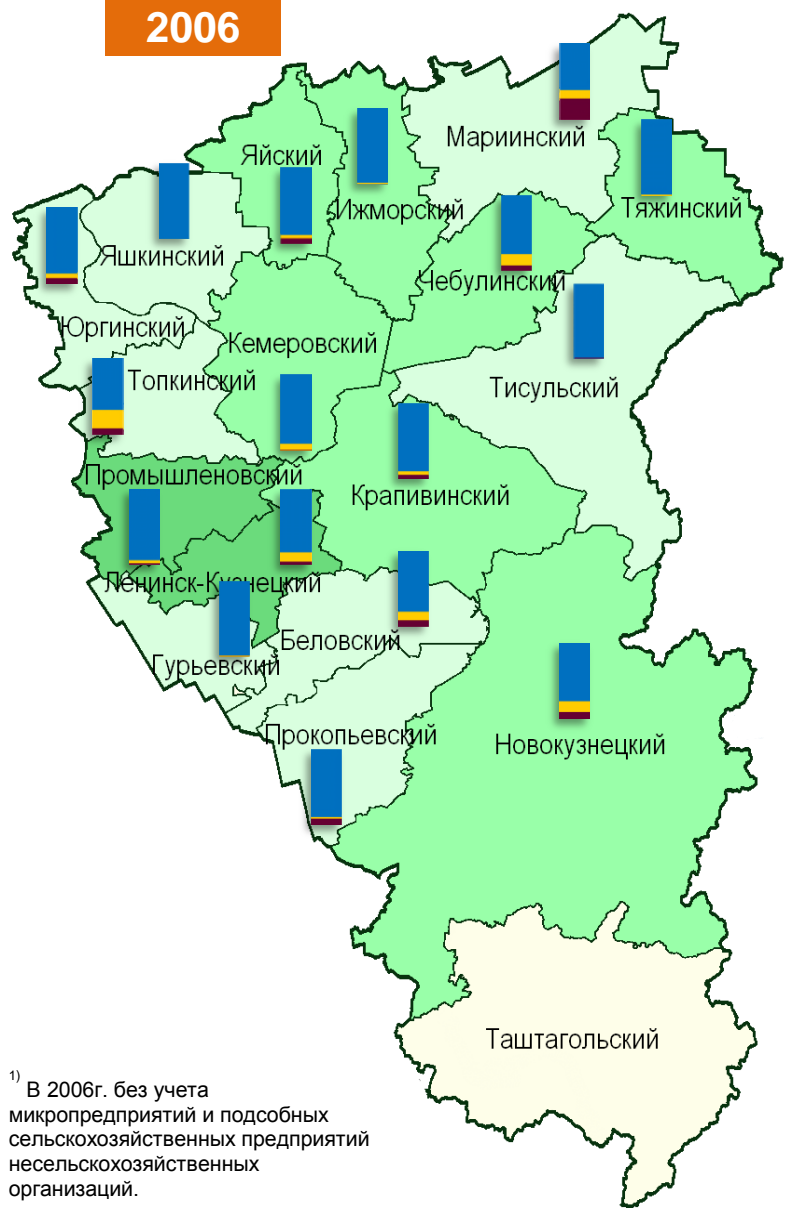 2006
Мариинский
Яйский
Ижморский
Тяжинский
Яшкинский
Чебулинский
Юргинский
Кемеровский
Топкинский
Тисульский
Промышленовский
Крапивинский
Ленинск-Кузнецкий
Беловский
Гурьевский
Прокопьевский
Новокузнецкий
Таштагольский
1) В 2006г. без учета
микропредприятий и подсобных
сельскохозяйственных предприятий
несельскохозяйственных
организаций.